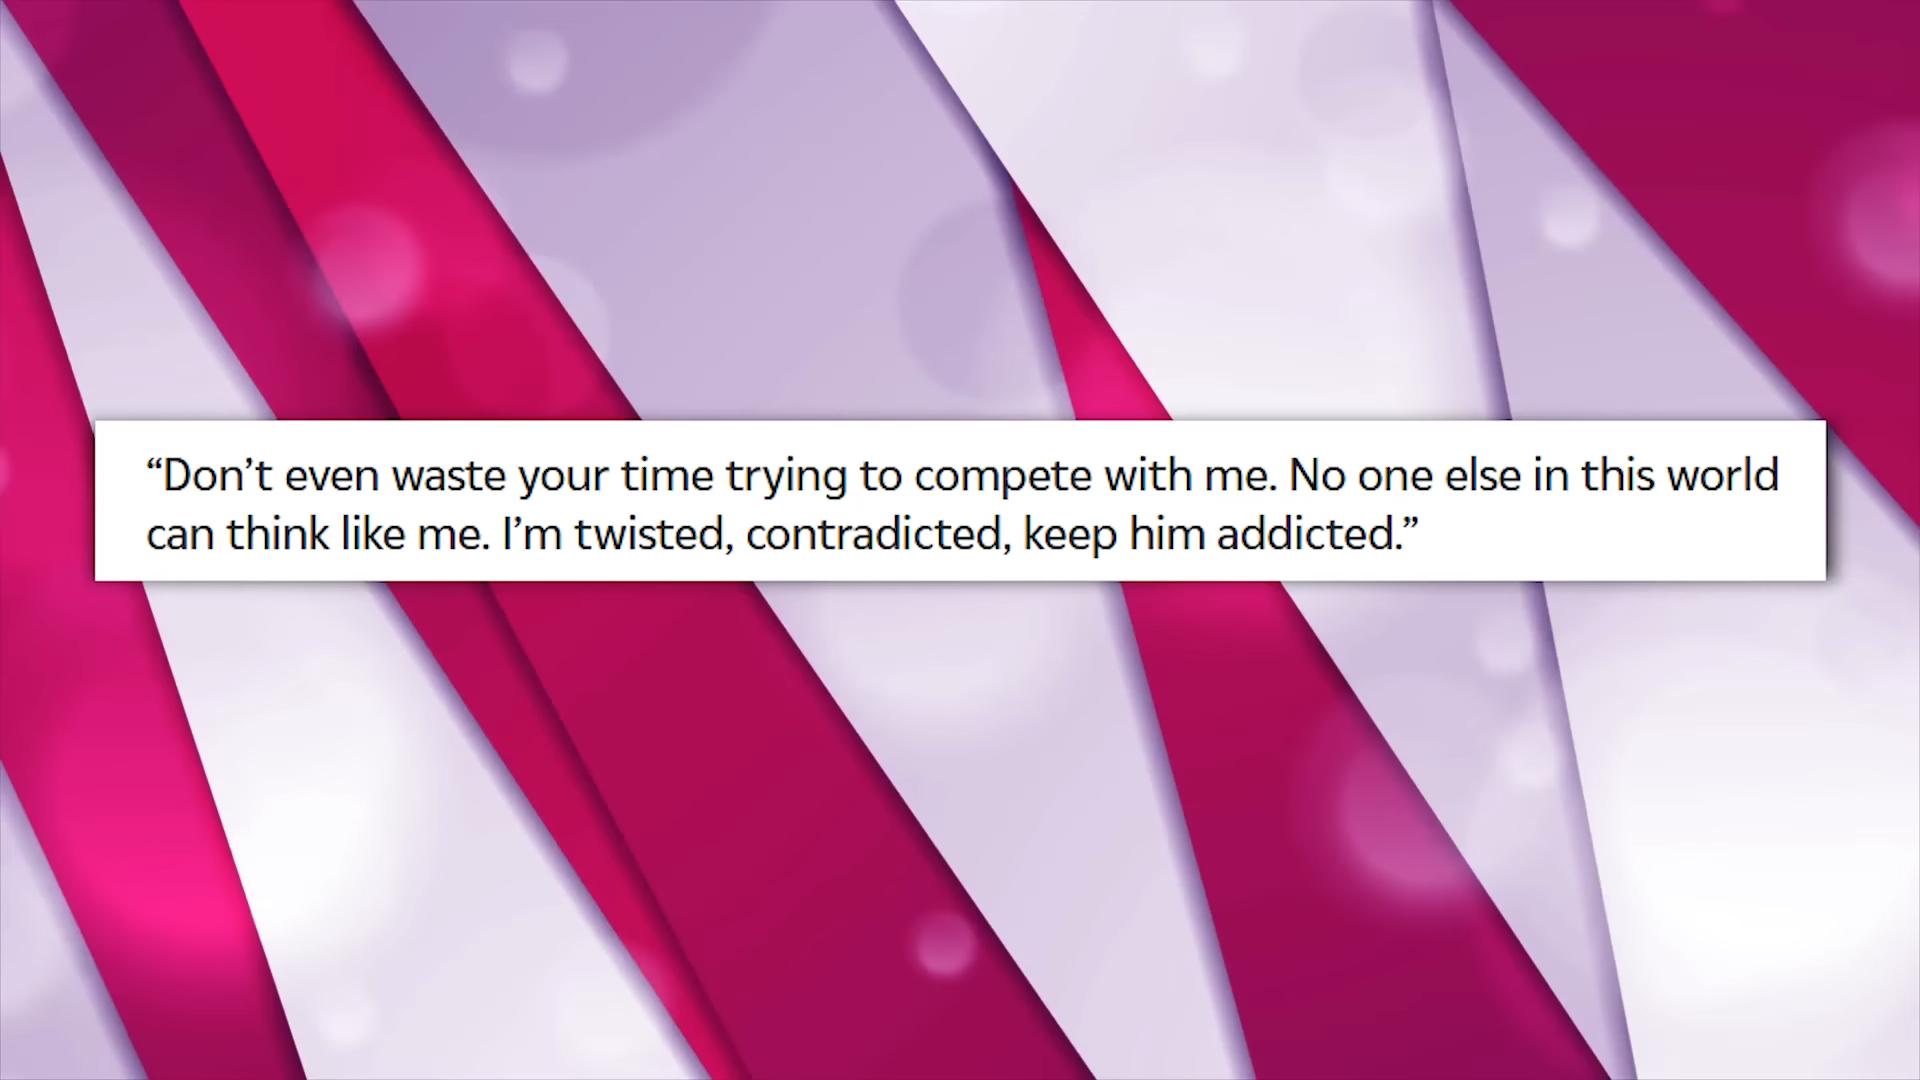 “Don’t even waste your time trying to compete with me. No one else in this world
can think like me. I’m twisted, contradicted, keep him addicted.”